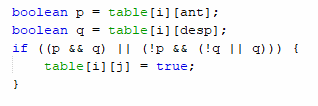 boolean p = table[i][ant];
boolean q = table[i][desp];
if ((p && q) || (!p && (!q || q))) {
    table[i][j] = true;
}